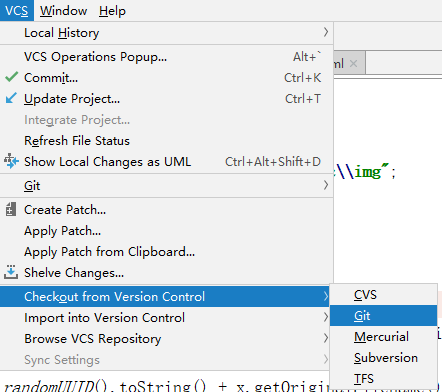 VCS Window Help
Local History
VCS Operations Popup... Alt+`
Commit... Ctrl+K
ml ×
Update Project... Ctrl+T
Integrate Project...
Refresh File Status
Show Local Changes as UML Ctrl+Alt+Shift+D
\\img";
Git
Create Patch...
Apply Patch...
Apply Patch from Clipboard...
Shelve Changes...
Checkout from Version Control
CVS
Import into Version Control
Git
Browse VCS Repository
Mercurial
Sync Settings
Subversion
TFS
randomUUID().toString() + x.getOrigin